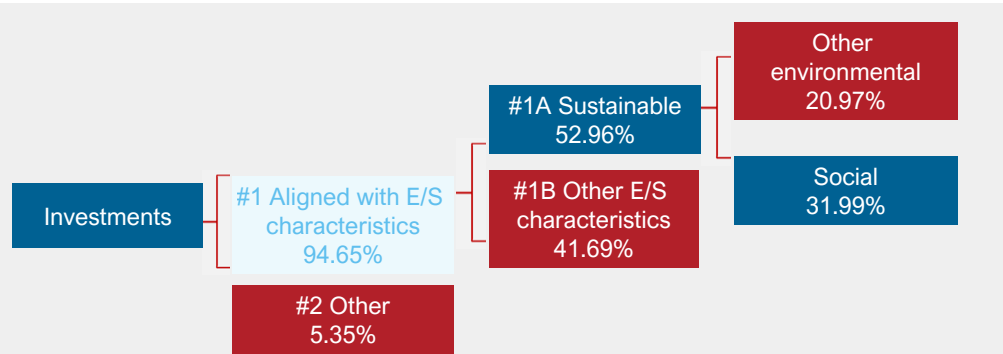 Investments
#1 Aligned with E/S
characteristics
94.65%
#2 Other
5.35%
#1A Sustainable
52.96%
#1B Other E/S
characteristics
41.69%
Other
environmental
20.97%
Social
31.99%